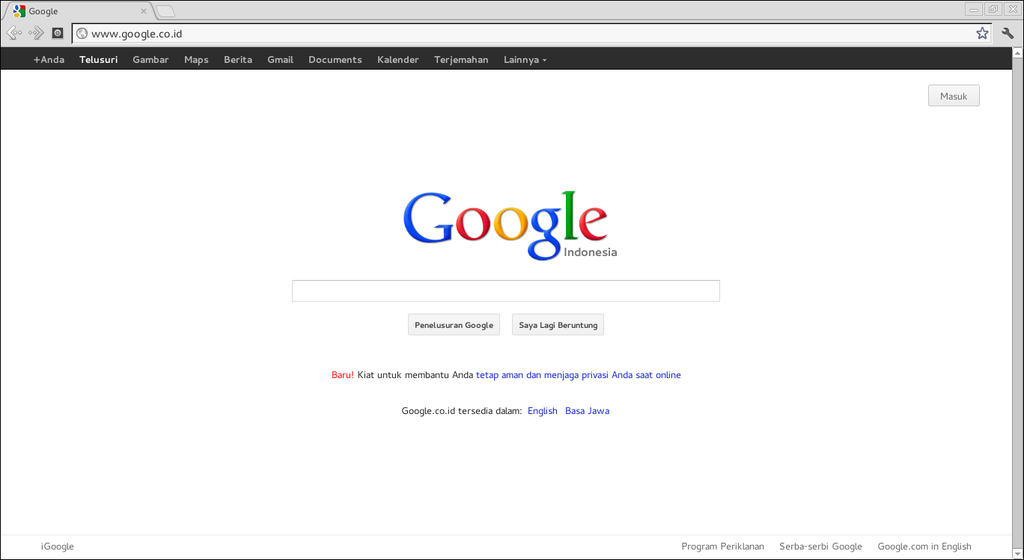 Google
www.google.co.id
+Anda Telusuri Gambar Maps Berita Gmail Documents Kalender Terjemahan Lainnya
Masuk
Google
Indonesia
Penelusuran Google Saya Lagi Beruntung
Baru! Kiat untuk membantu Anda tetap aman dan menjaga privasi Anda saat online
Google.co.id tersedia dalam: English Basa Jawa
iGoogle Program Periklanan Serba-serbi Google Google.com in English